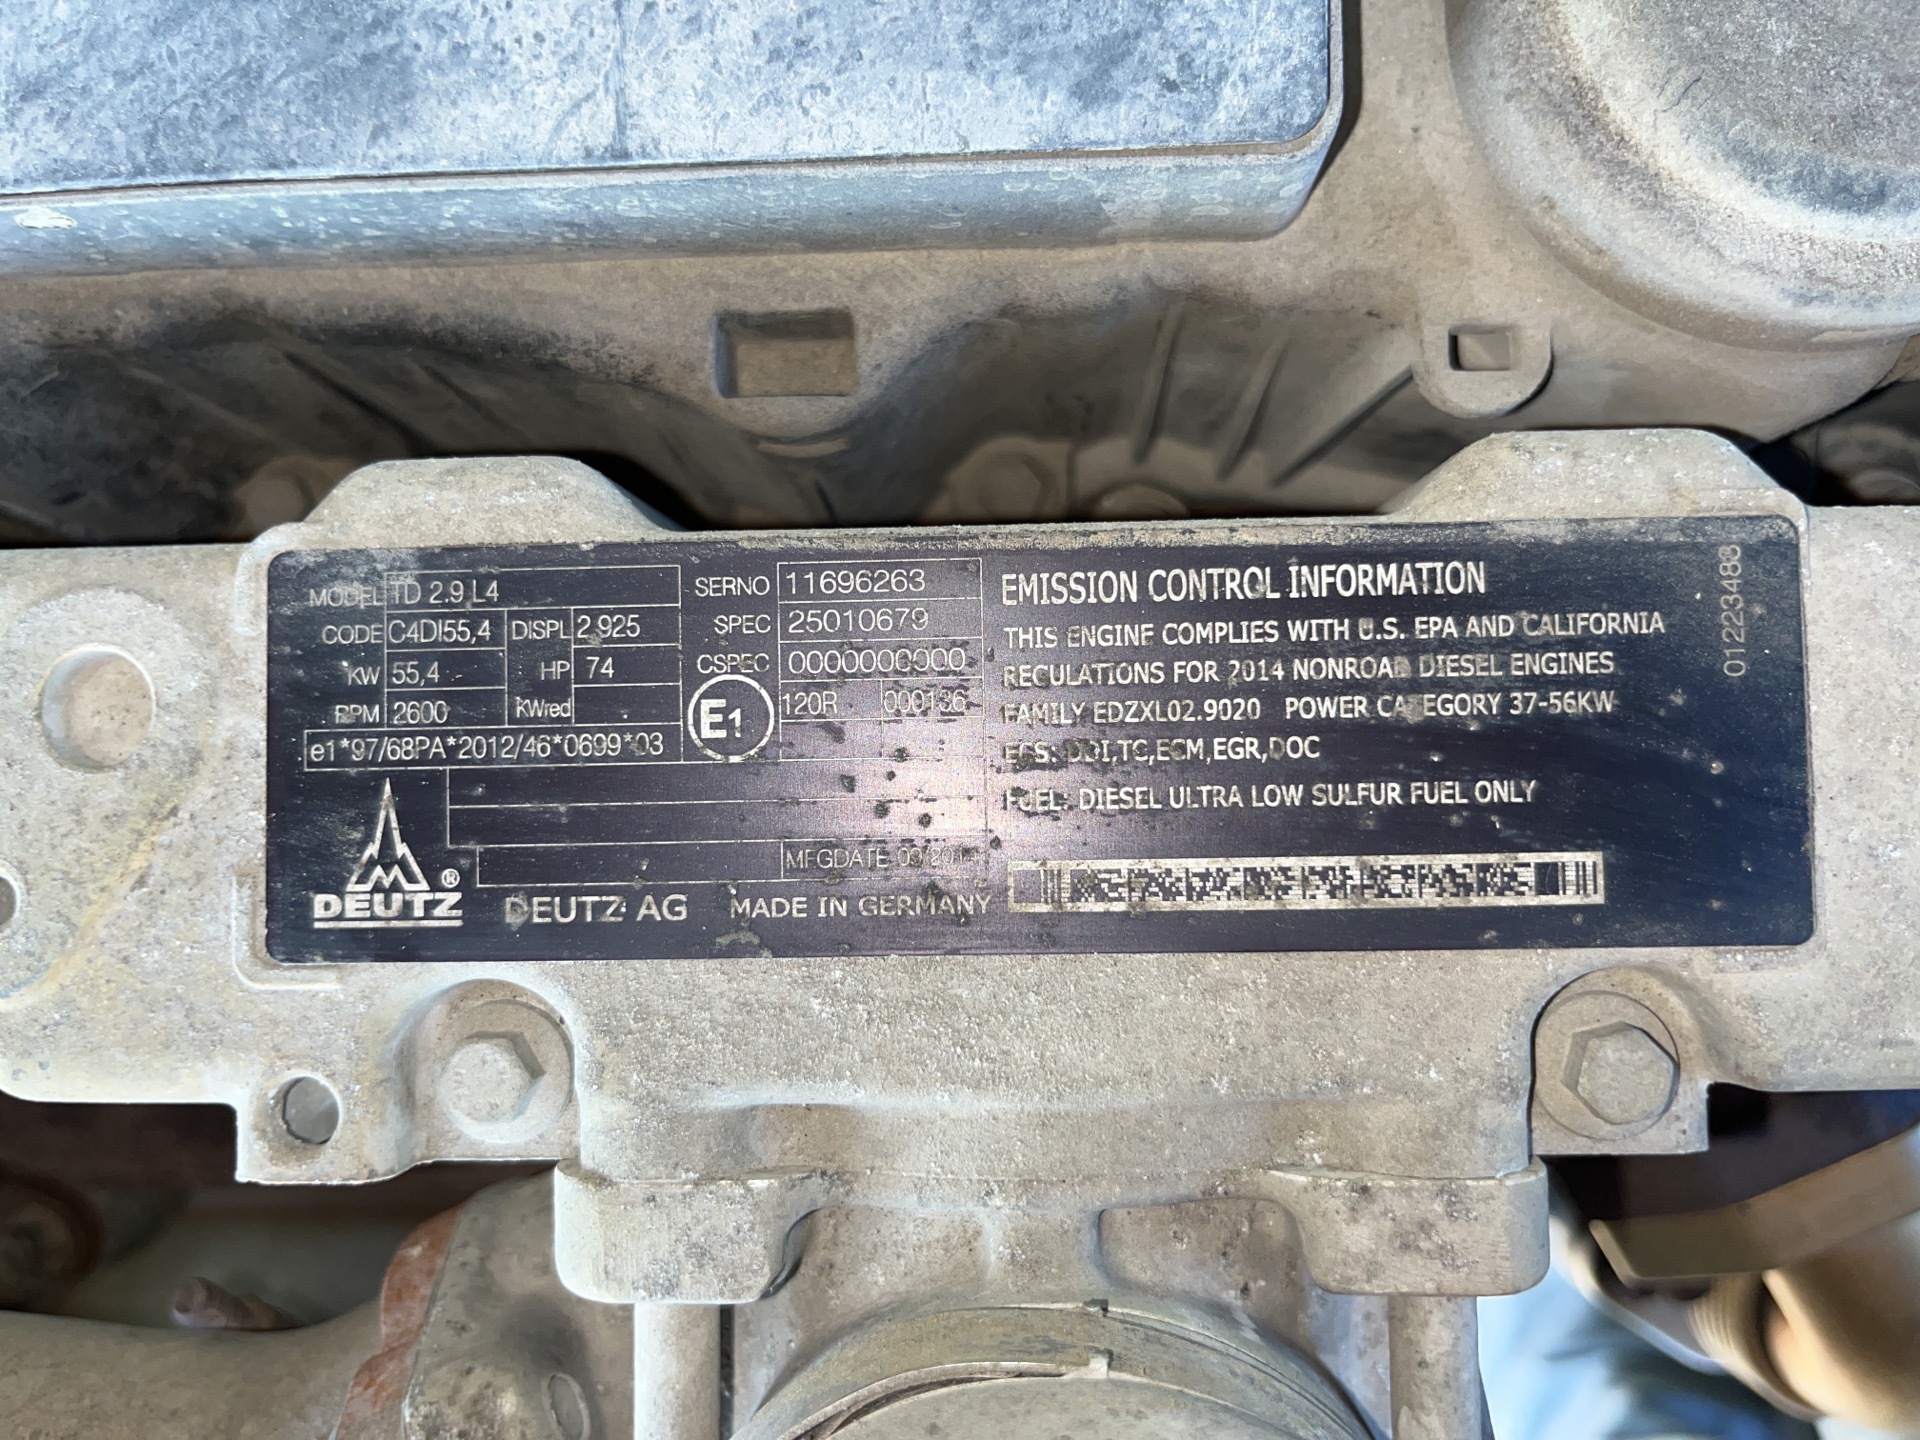 MODEL TD 2.9 L4
CODE C4DI55,4 DISPL 2,925
KW 55,4 HP 74
RPM 2600 KWred
e1*97/68PA*2012/46*0699*03
SERNO 11696263
SPEC 25010679
CSPEC 0000000000
E1 120R 000136
MFGDATE
DEUTZ ®
DEUTZ AG MADE IN GERMANY
EMISSION CONTROL INFORMATION
THIS ENGINE COMPLIES WITH U.S. EPA AND CALIFORNIA
REGULATIONS FOR 2014 NONROAD DIESEL ENGINES
FAMILY EDZXL02.9020 POWER CATEGORY 37-56KW
ECS: DDI,TC,ECM,EGR,DOC
FUEL: DIESEL ULTRA LOW SULFUR FUEL ONLY
012234883